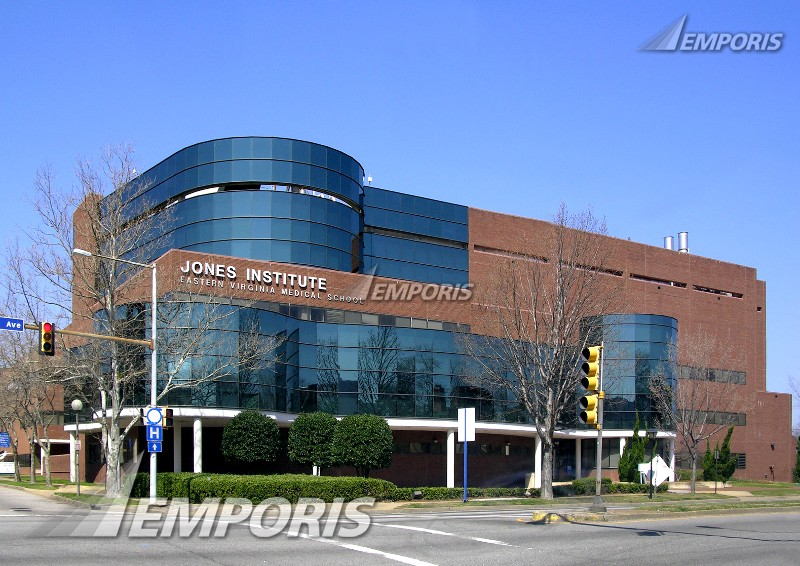 EMPORIS
JONES INSTITUTE
EASTERN VIRGINIA MEDICAL SCHOOL
EMPORIS
Ave
H
EMPORIS